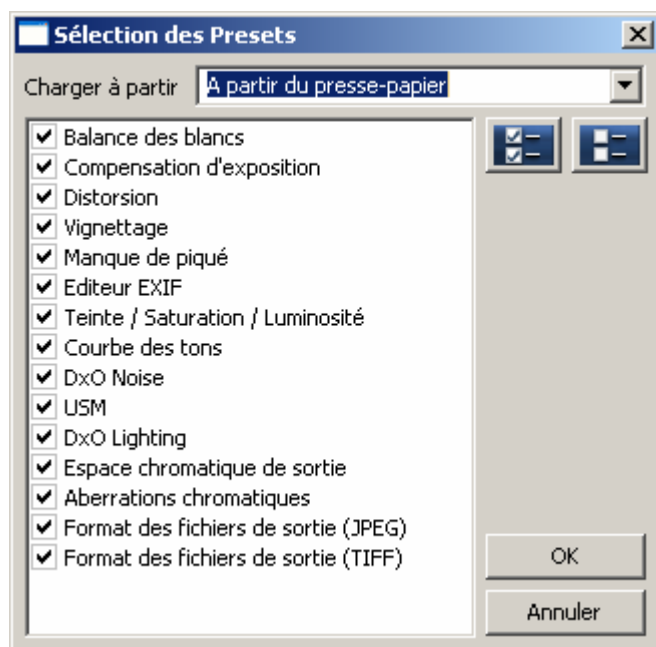 Sélection des Presets
Charger à partir A partir du presse-papier
Balance des blancs
Compensation d'exposition
Distorsion
Vignettage
Manque de piqué
Editeur EXIF
Teinte / Saturation / Luminosité
Courbe des tons
DxO Noise
USM
DxO Lighting
Espace chromatique de sortie
Aberrations chromatiques
Format des fichiers de sortie (JPEG)
Format des fichiers de sortie (TIFF)
OK
Annuler